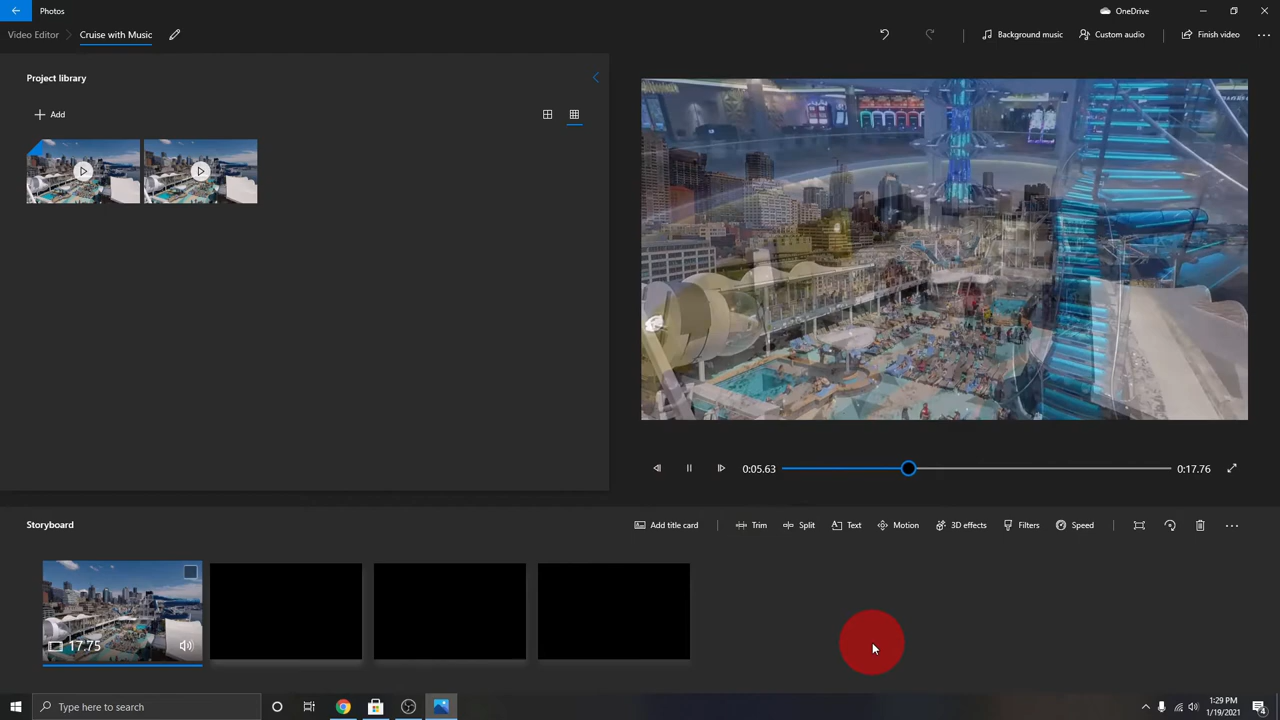 Photos
OneDrive
Video Editor
Cruise with Music
Background music
Custom audio
Finish video
Project library
Add
0:05.63
0:17.76
Storyboard
Add title card
Trim
Split
Text
Motion
3D effects
Filters
Speed
17.75
Type here to search
1:29 PM
1/19/2021
4